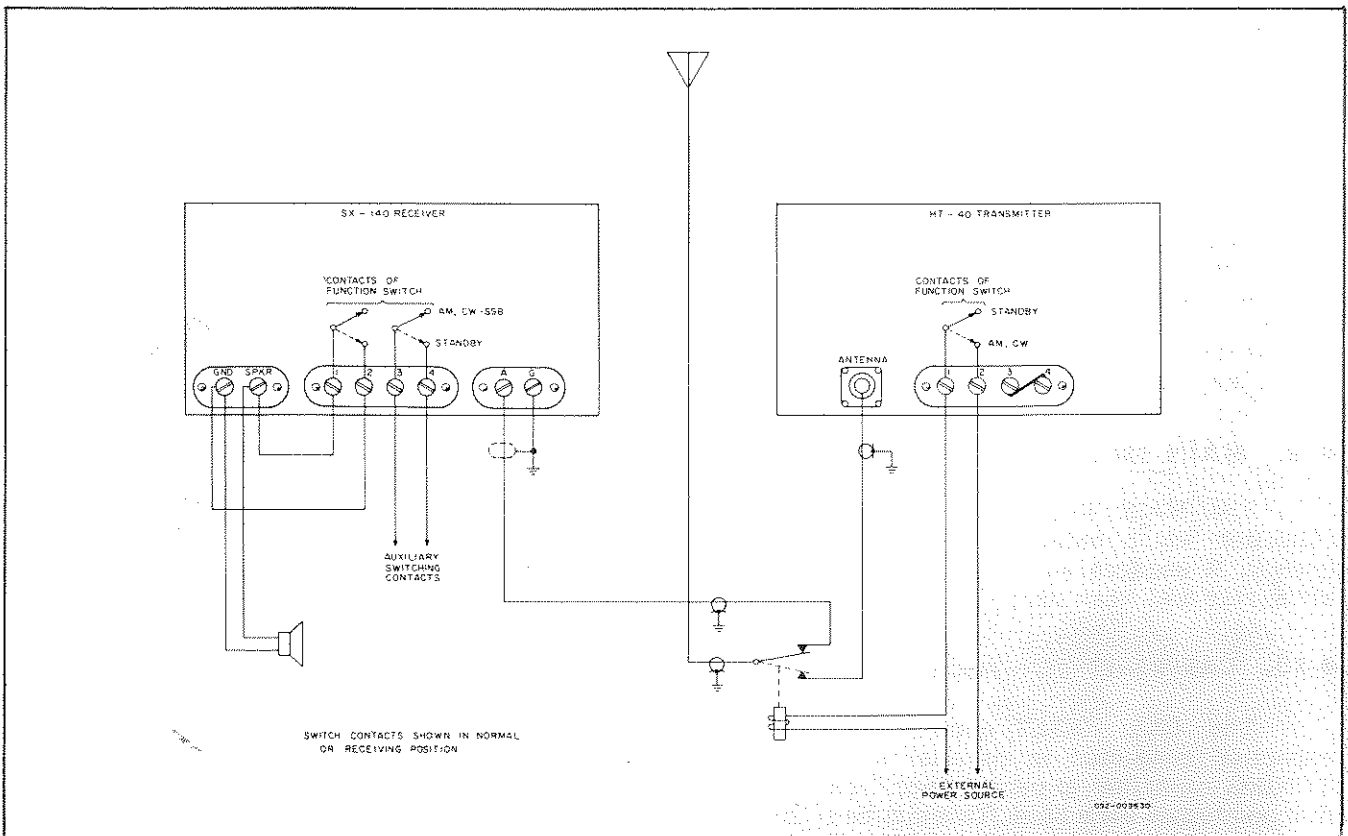 SX - 140 RECEIVER
CONTACTS OF
FUNCTION SWITCH
AM, CW-SSB
STANDBY
GND SPKR 1 2 3 4 A G
AUXILIARY
SWITCHING
CONTACTS
HT - 40 TRANSMITTER
CONTACTS OF
FUNCTION SWITCH
STANDBY
AM, CW
ANTENNA
1 2 3 4
EXTERNAL
POWER SOURCE
SWITCH CONTACTS SHOWN IN NORMAL
OR RECEIVING POSITION